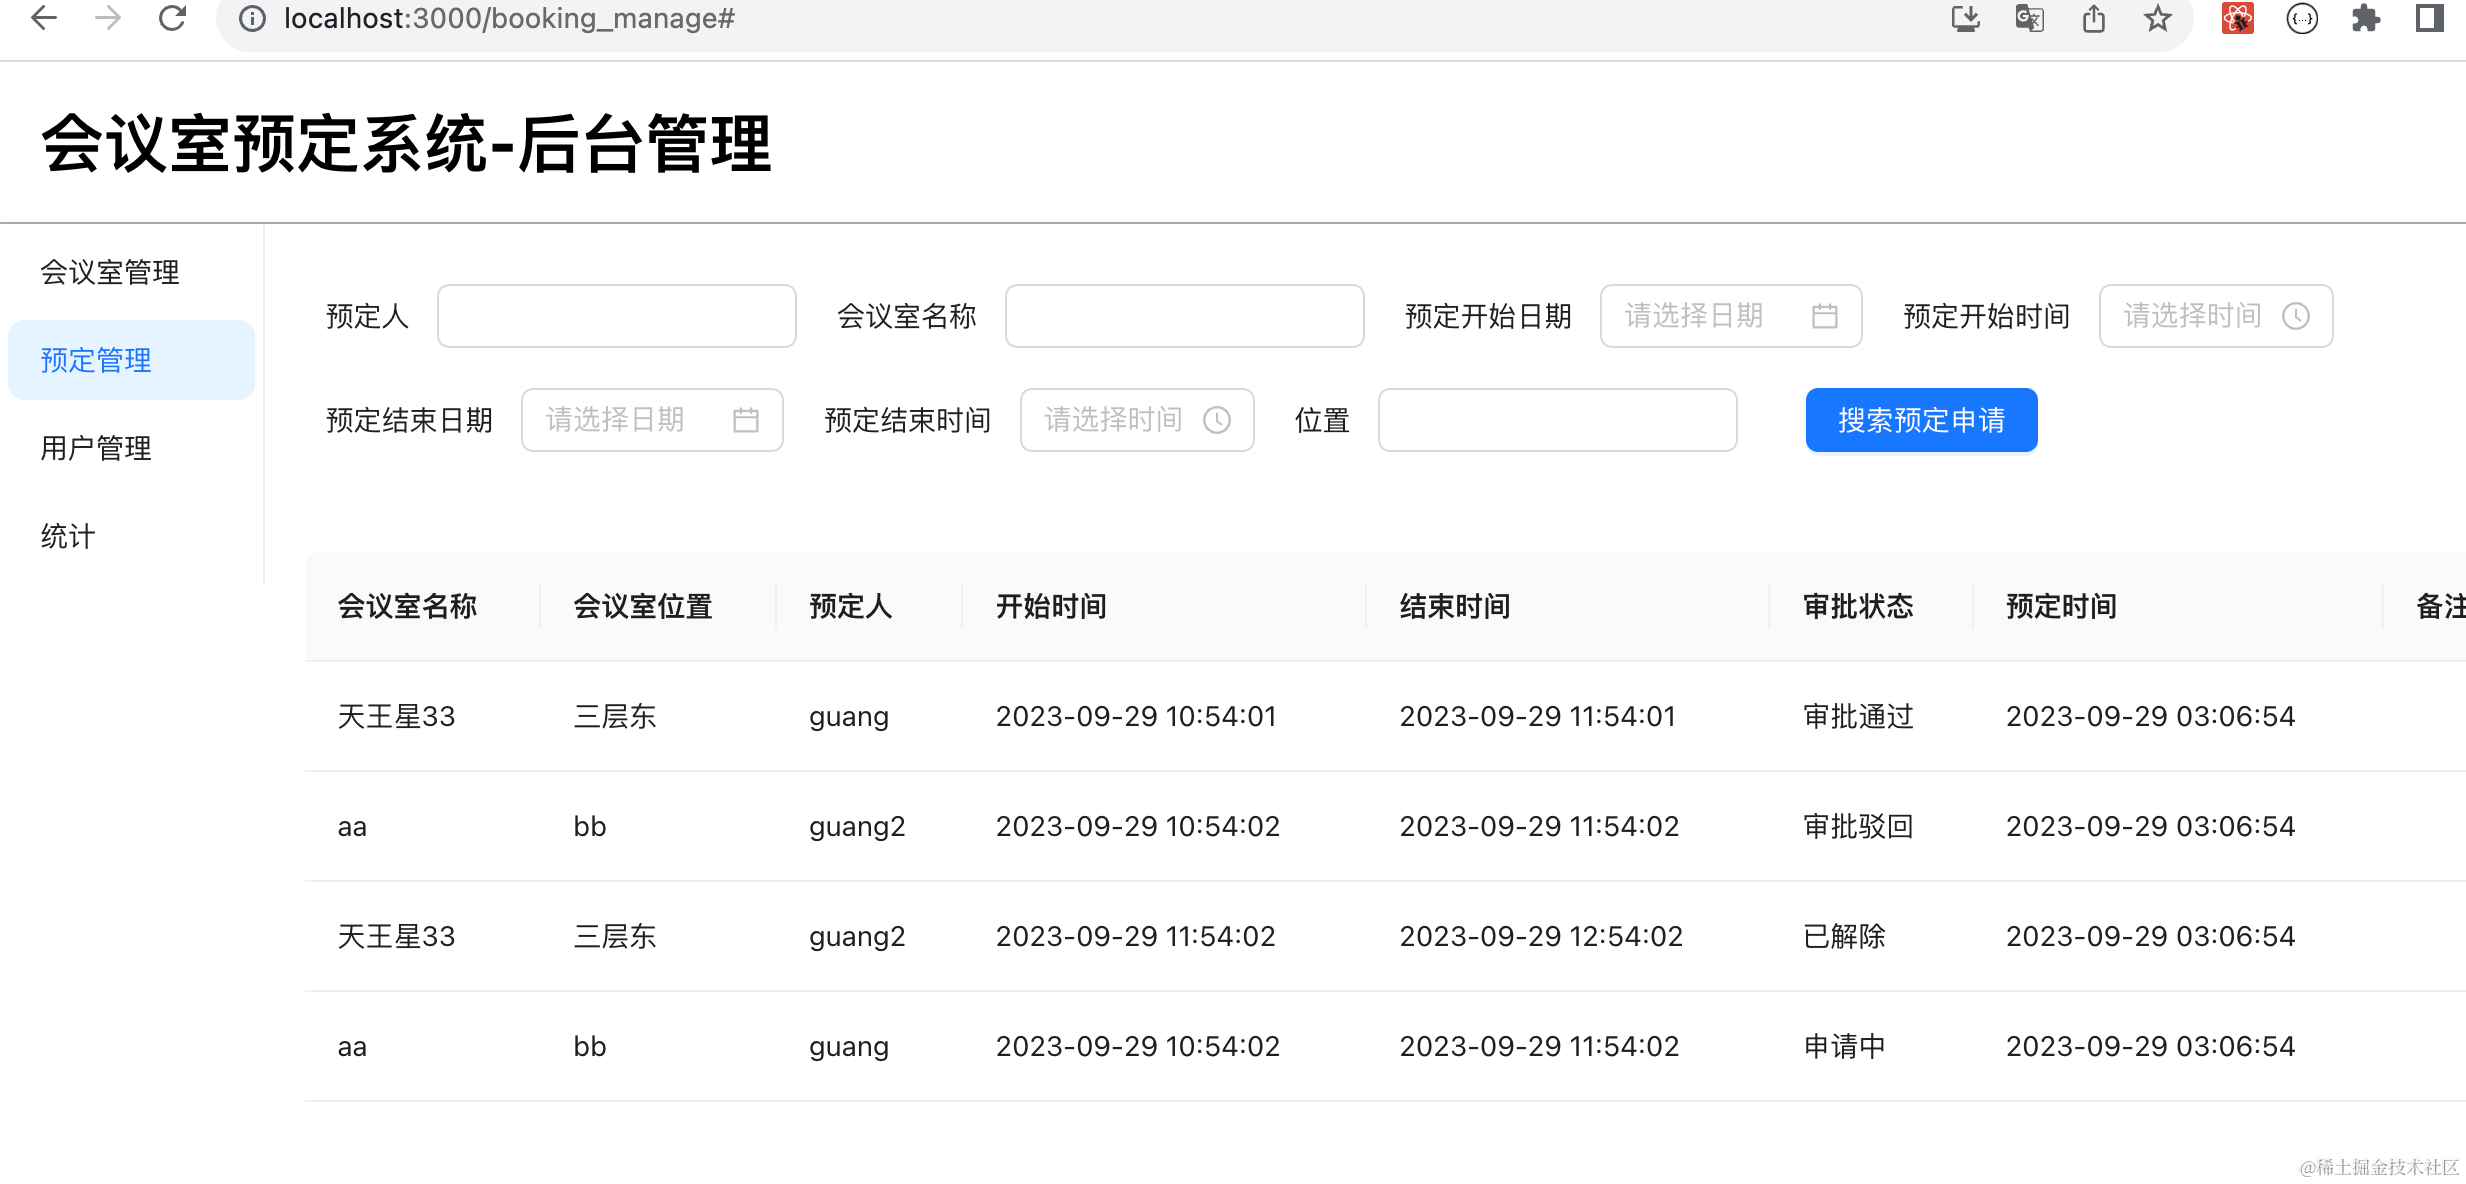 localhost:3000/booking_manage#
会议室预定系统-后台管理
会议室管理
预定管理
用户管理
统计
预定人 会议室名称 预定开始日期 请选择日期 预定开始时间 请选择时间
预定结束日期 请选择日期 预定结束时间 请选择时间 位置 搜索预定申请
会议室名称 会议室位置 预定人 开始时间 结束时间 审批状态 预定时间 备注
天王星33 三层东 guang 2023-09-29 10:54:01 2023-09-29 11:54:01 审批通过 2023-09-29 03:06:54
aa bb guang2 2023-09-29 10:54:02 2023-09-29 11:54:02 审批驳回 2023-09-29 03:06:54
天王星33 三层东 guang2 2023-09-29 11:54:02 2023-09-29 12:54:02 已解除 2023-09-29 03:06:54
aa bb guang 2023-09-29 10:54:02 2023-09-29 11:54:02 申请中 2023-09-29 03:06:54
@稀土掘金技术社区